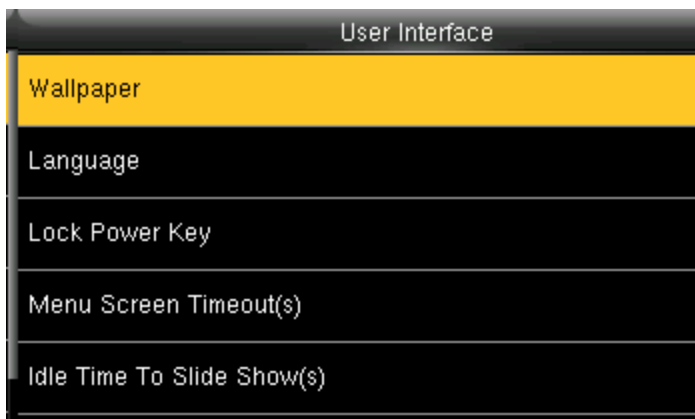 User Interface
Wallpaper
Language
Lock Power Key
Menu Screen Timeout(s)
Idle Time To Slide Show(s)